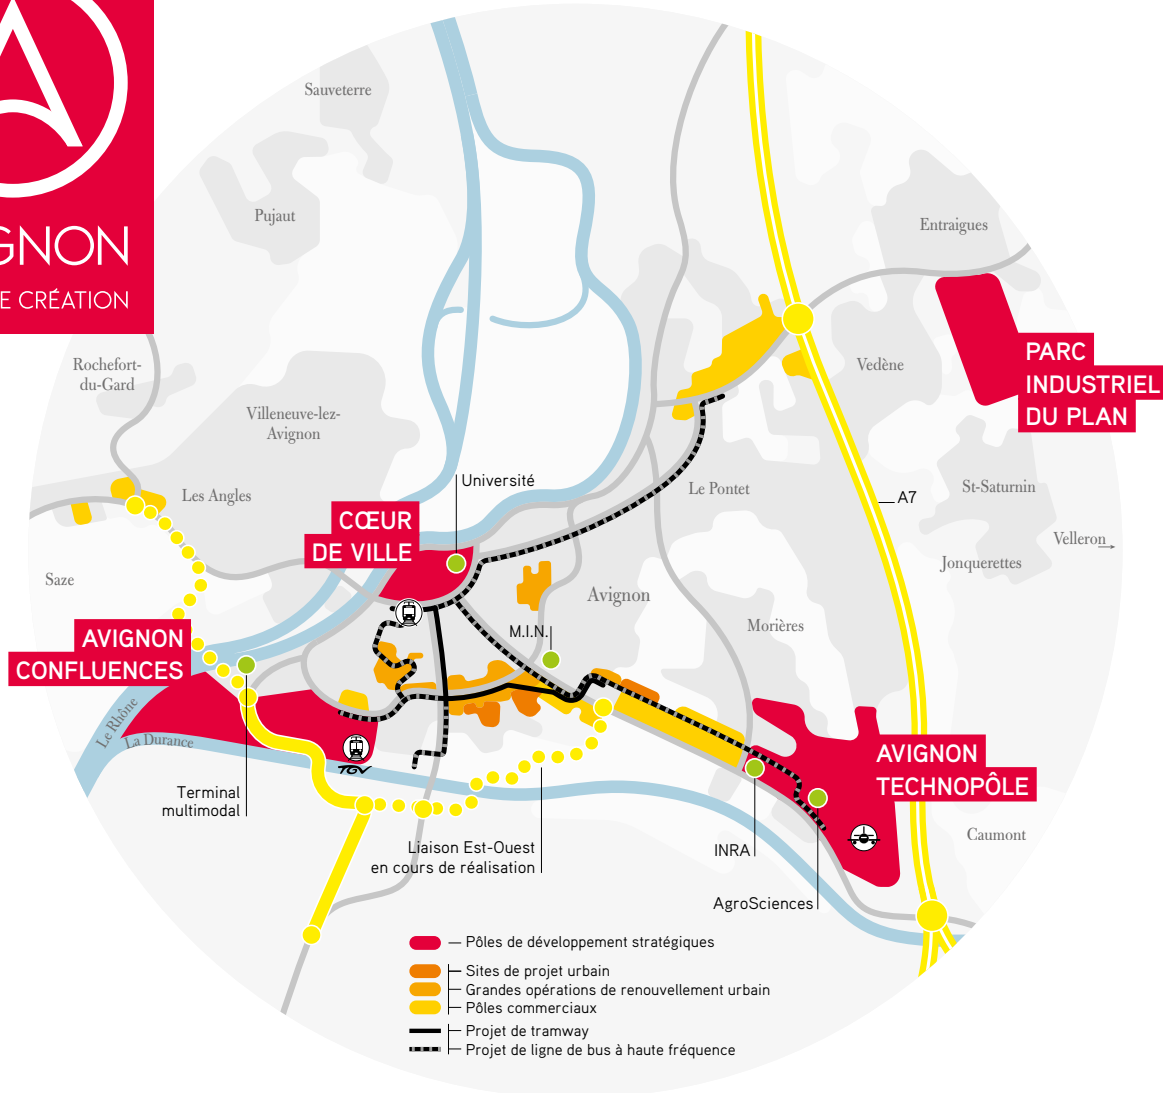 GNON
E CRÉATION
Sauveterre
Pujaut
Entraigues
Rochefort-
du-Gard
Villeneuve-lez-
Avignon
Vedène
PARC
INDUSTRIEL
DU PLAN
Les Angles
Université
Le Pontet
A7
St-Saturnin
CŒUR
DE VILLE
Velleron
Jonquerettes
Saze
Avignon
M.I.N.
Morières
AVIGNON
CONFLUENCES
Le Rhône
La Durance
TGV
AVIGNON
TECHNOPÔLE
Terminal
multimodal
Liaison Est-Ouest
en cours de réalisation
INRA
Caumont
AgroSciences
Pôles de développement stratégiques
Sites de projet urbain
Grandes opérations de renouvellement urbain
Pôles commerciaux
Projet de tramway
Projet de ligne de bus à haute fréquence